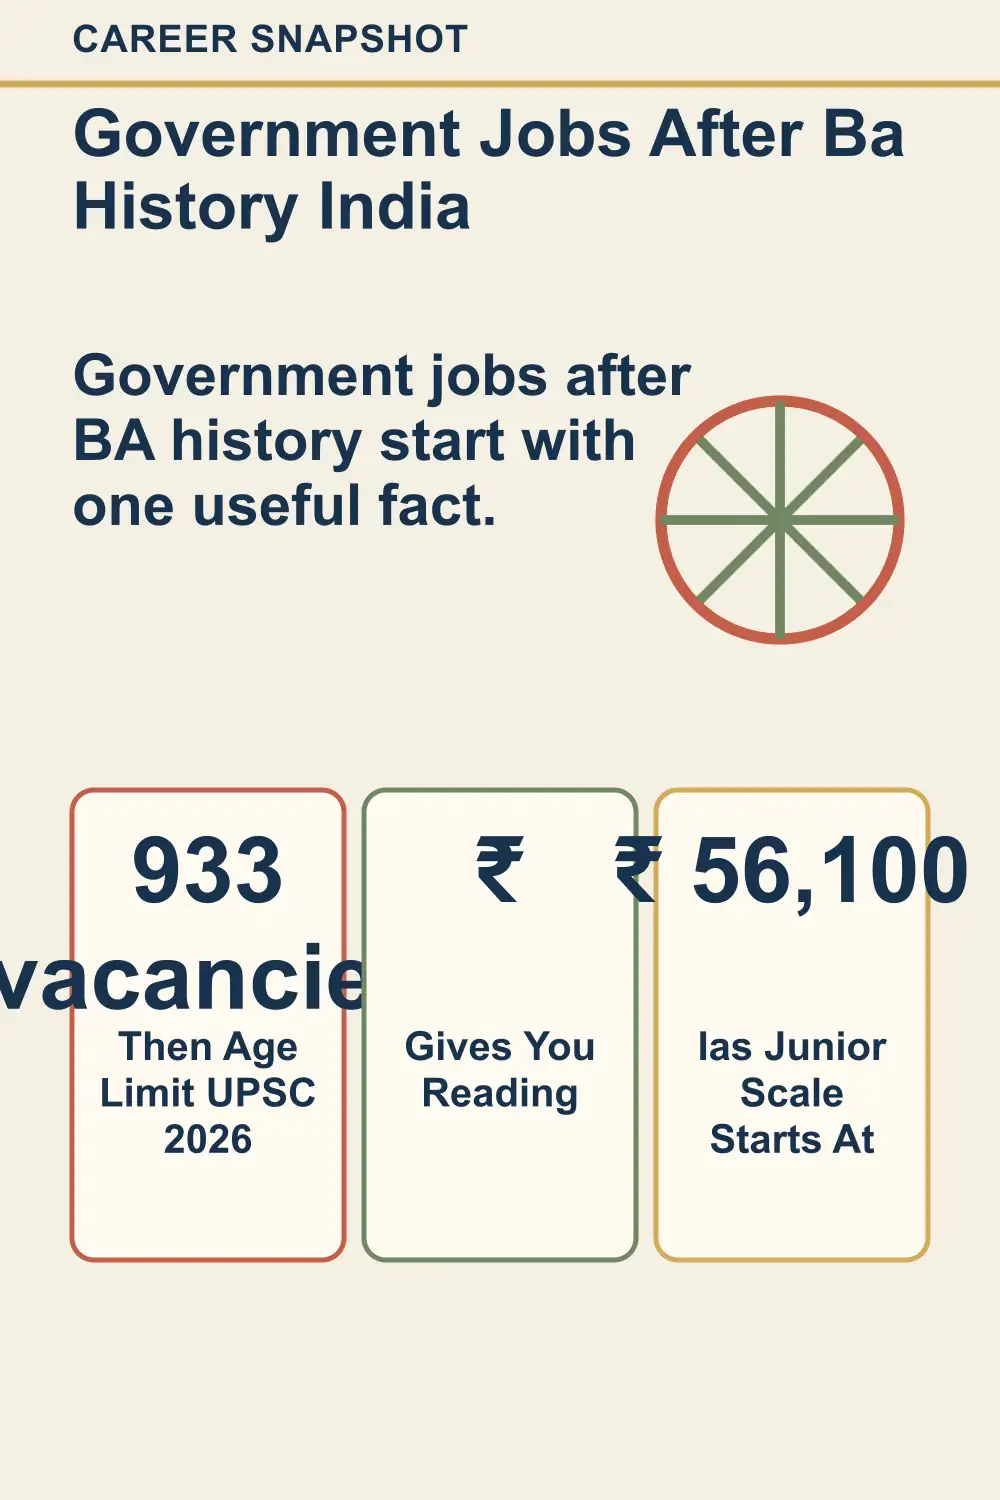 CAREER SNAPSHOT
Government Jobs After Ba
History India
Government jobs after
BA history start with
one useful fact.
933
vacancie
Then Age
Limit UPSC
2026
₹
Gives You
Reading
₹ 56,100
Ias Junior
Scale
Starts At